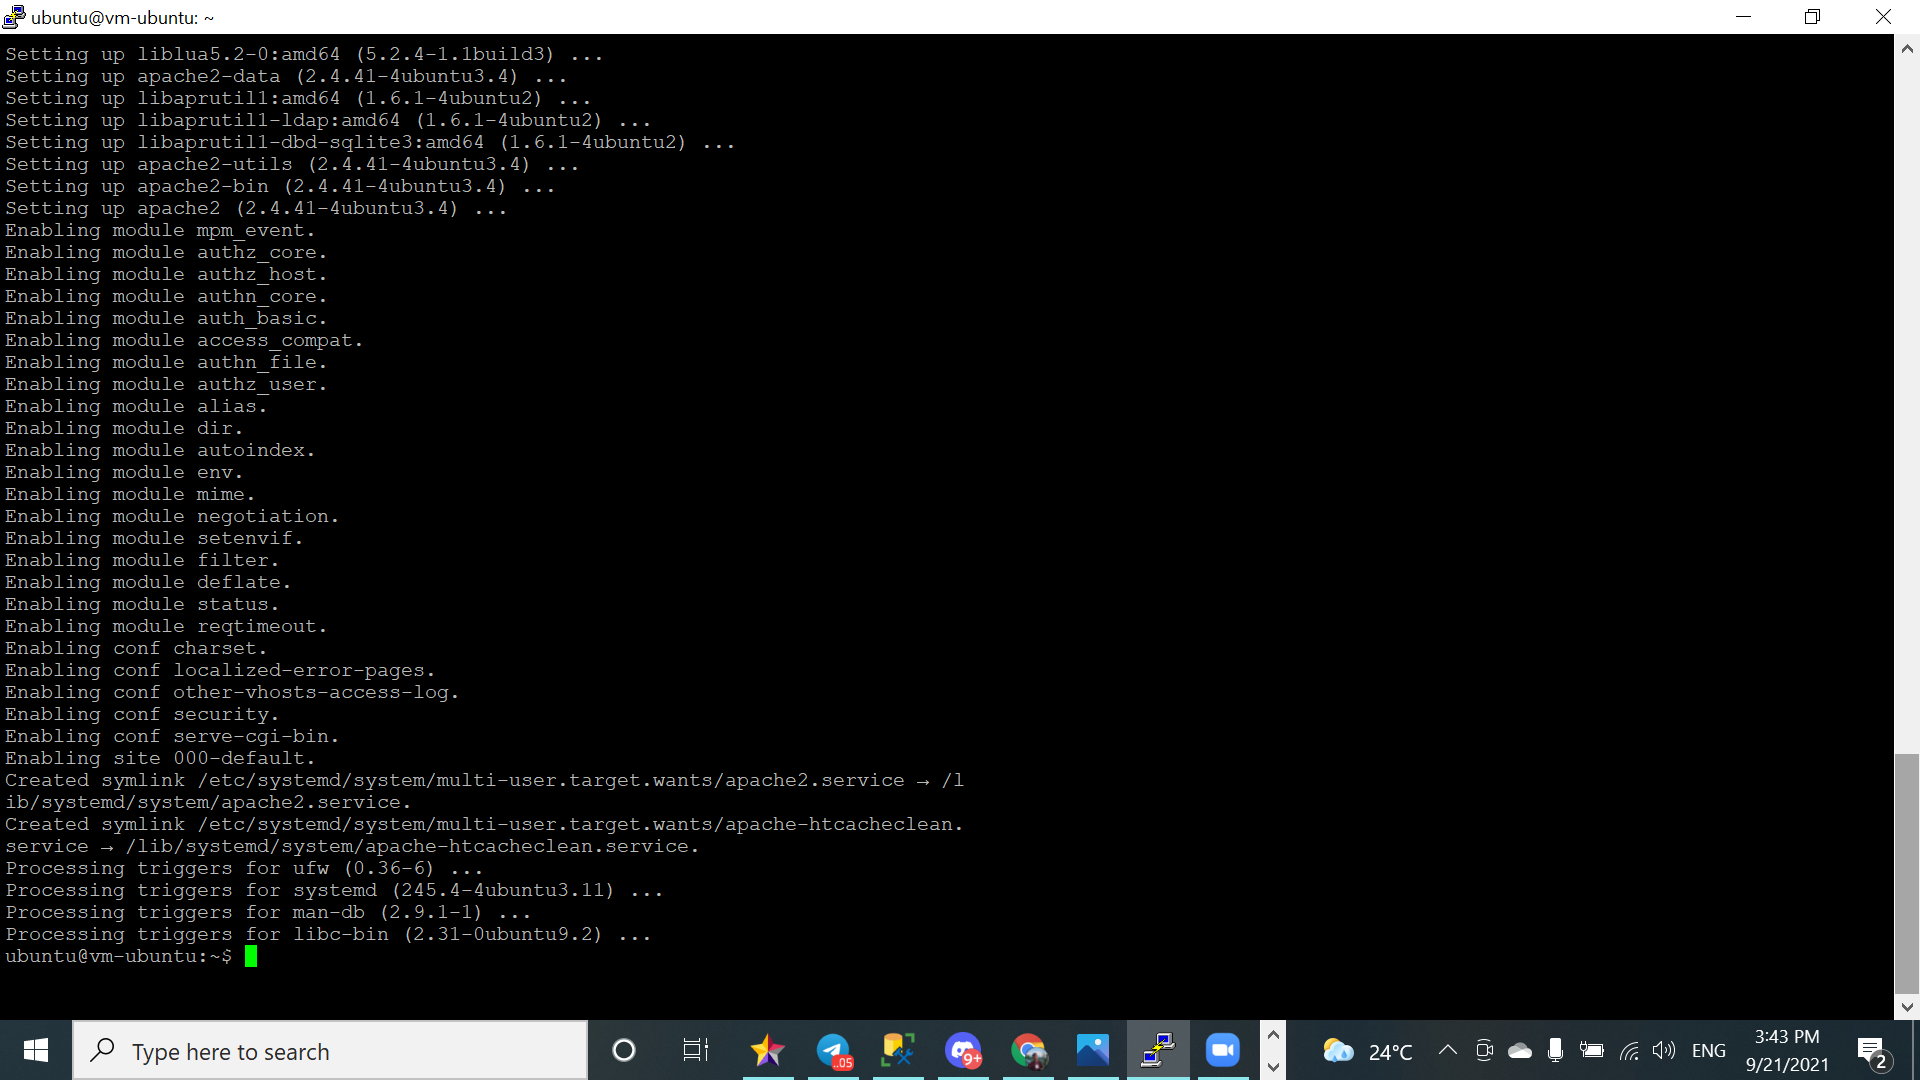 ubuntu@vm-ubuntu: ~
Setting up liblua5.2-0:amd64 (5.2.4-1.1build3) ...
Setting up apache2-data (2.4.41-4ubuntu3.4) ...
Setting up libaprutil1:amd64 (1.6.1-4ubuntu2) ...
Setting up libaprutil1-ldap:amd64 (1.6.1-4ubuntu2) ...
Setting up libaprutil1-dbd-sqlite3:amd64 (1.6.1-4ubuntu2) ...
Setting up apache2-utils (2.4.41-4ubuntu3.4) ...
Setting up apache2-bin (2.4.41-4ubuntu3.4) ...
Setting up apache2 (2.4.41-4ubuntu3.4) ...
Enabling module mpm_event.
Enabling module authz_core.
Enabling module authz_host.
Enabling module authn_core.
Enabling module auth_basic.
Enabling module access_compat.
Enabling module authn_file.
Enabling module authz_user.
Enabling module alias.
Enabling module dir.
Enabling module autoindex.
Enabling module env.
Enabling module mime.
Enabling module negotiation.
Enabling module setenvif.
Enabling module filter.
Enabling module deflate.
Enabling module status.
Enabling module reqtimeout.
Enabling conf charset.
Enabling conf localized-error-pages.
Enabling conf other-vhosts-access-log.
Enabling conf security.
Enabling conf serve-cgi-bin.
Enabling site 000-default.
Created symlink /etc/systemd/system/multi-user.target.wants/apache2.service → /l
ib/systemd/system/apache2.service.
Created symlink /etc/systemd/system/multi-user.target.wants/apache-htcacheclean.
service → /lib/systemd/system/apache-htcacheclean.service.
Processing triggers for ufw (0.36-6) ...
Processing triggers for systemd (245.4-4ubuntu3.11) ...
Processing triggers for man-db (2.9.1-1) ...
Processing triggers for libc-bin (2.31-0ubuntu9.2) ...
ubuntu@vm-ubuntu:~$
Type here to search
..05
9+
24°C
ENG
3:43 PM
9/21/2021
2